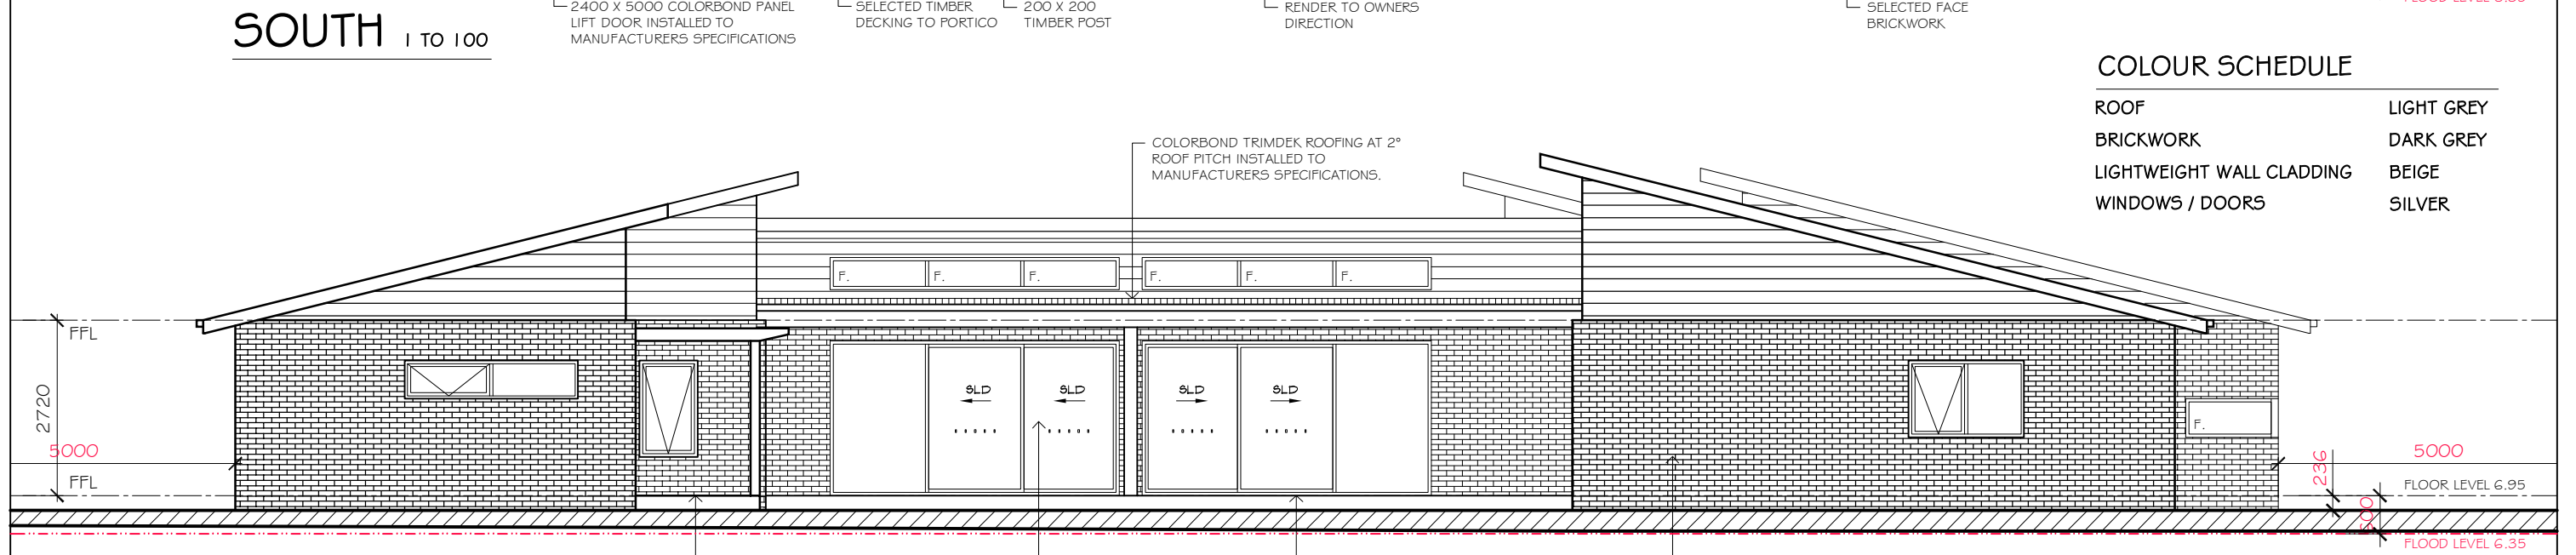 2400 X 5000 COLORBOND PANEL
LIFT DOOR INSTALLED TO
MANUFACTURERS SPECIFICATIONS
SELECTED TIMBER
DECKING TO PORTICO
200 X 200
TIMBER POST
RENDER TO OWNERS
DIRECTION
SELECTED FACE
BRICKWORK
SOUTH 1 TO 100
COLOUR SCHEDULE
ROOF LIGHT GREY
BRICKWORK DARK GREY
LIGHTWEIGHT WALL CLADDING BEIGE
WINDOWS / DOORS SILVER
COLORBOND TRIMDEK ROOFING AT 2°
ROOF PITCH INSTALLED TO
MANUFACTURERS SPECIFICATIONS.
F. F. F. F. F. F.
FFL
2720
SLD SLD SLD SLD
F.
5000
5000
FFL
236
FLOOR LEVEL 6.95
600
FLOOD LEVEL 6.35